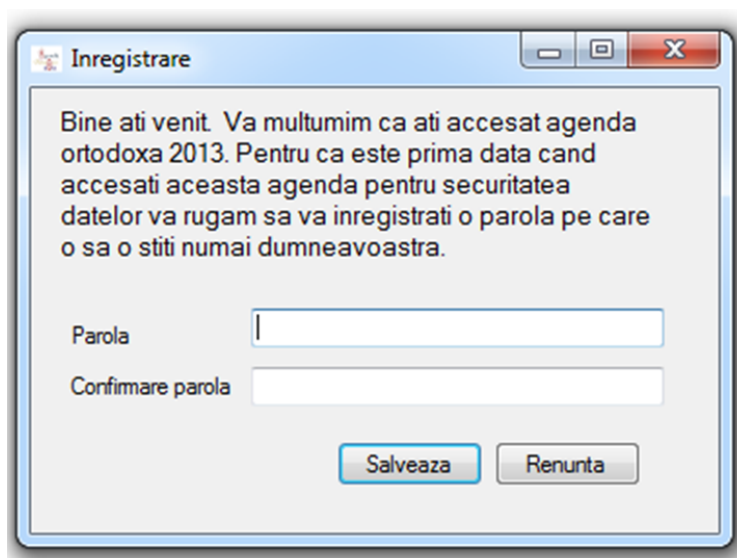 Inregistrare
Bine ati venit.  Va multumim ca ati accesat agenda
ortodoxa 2013. Pentru ca este prima data cand
accesati aceasta agenda pentru securitatea
datelor va rugam sa va inregistrati o parola pe care
o sa o stiti numai dumneavoastra.
Parola
Confirmare parola
Salveaza Renunta